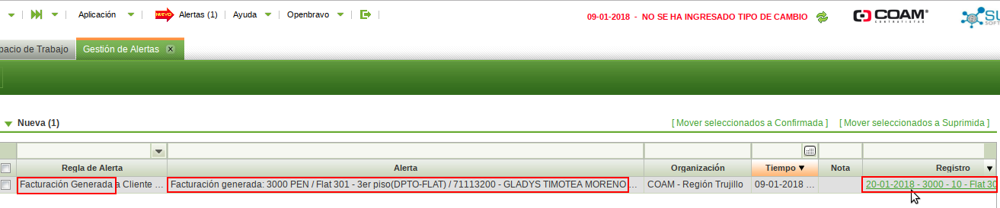 Aplicación NUEVO Alertas (1) Ayuda Openbravo 09-01-2018 - NO SE HA INGRESADO TIPO DE CAMBIO COAM
CONTRATISTAS
pacio de Trabajo Gestión de Alertas x
Nueva (1) [ Mover seleccionados a Confirmada ] [ Mover seleccionados a Suprimida ]
Regla de Alerta Alerta Organización Tiempo Nota Registro
Facturación Generada a Cliente ... Facturación generada: 3000 PEN / Flat 301 - 3er piso(DPTO-FLAT) / 71113200 - GLADYS TIMOTEA MORENO ... COAM - Región Trujillo 09-01-2018 ... 20-01-2018 - 3000 - 10 - Flat 30